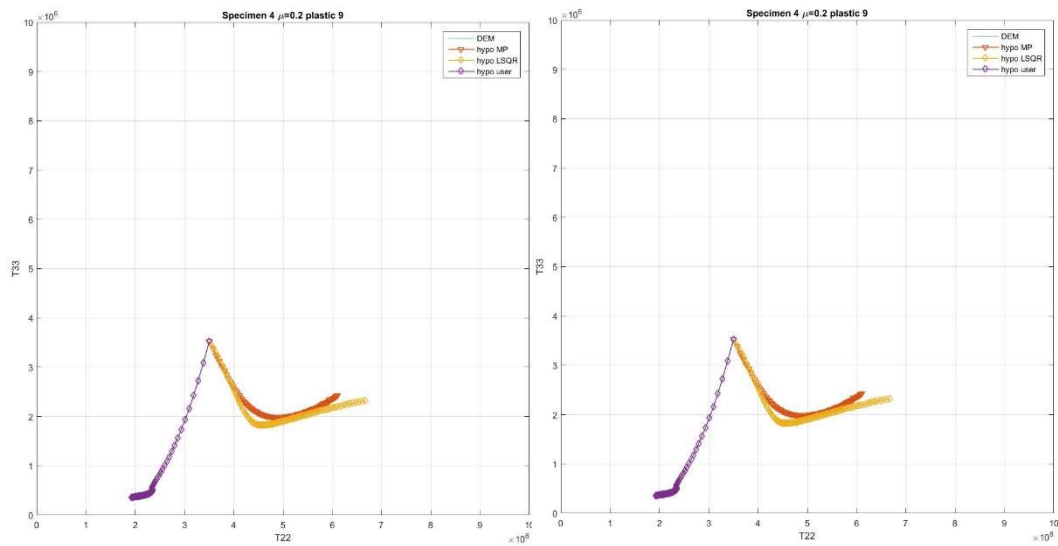 Specimen 4 μ=0.2 plastic 9
×10⁶
10
9
8
7
6
5
4
3
2
1
0
T33
DEM
hypo MP
hypo LSQR
hypo user
0 1 2 3 4 5 6 7 8 9 10
T22
×10⁶
Specimen 4 μ=0.2 plastic 9
×10⁶
10
9
8
7
6
5
4
3
2
1
0
T33
DEM
hypo MP
hypo LSQR
hypo user
0 1 2 3 4 5 6 7 8 9 10
T22
×10⁶